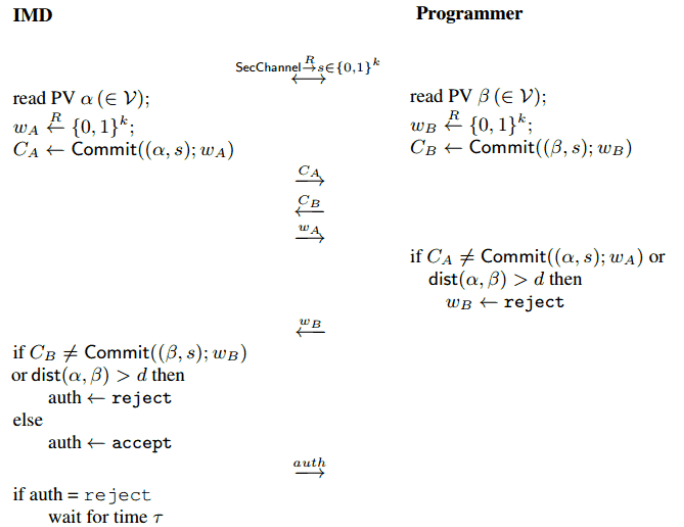 IMD
Programmer
SecChannel →^R s∈{0,1}^k
read PV α (∈ 𝒱);
w_A ←^R {0, 1}^k;
C_A ← Commit((α, s); w_A)
read PV β (∈ 𝒱);
w_B ←^R {0, 1}^k;
C_B ← Commit((β, s); w_B)
C_A
C_B
w_A
if C_A ≠ Commit((α, s); w_A) or
dist(α, β) > d then
w_B ← reject
w_B
if C_B ≠ Commit((β, s); w_B)
or dist(α, β) > d then
auth ← reject
else
auth ← accept
auth
if auth = reject
wait for time τ